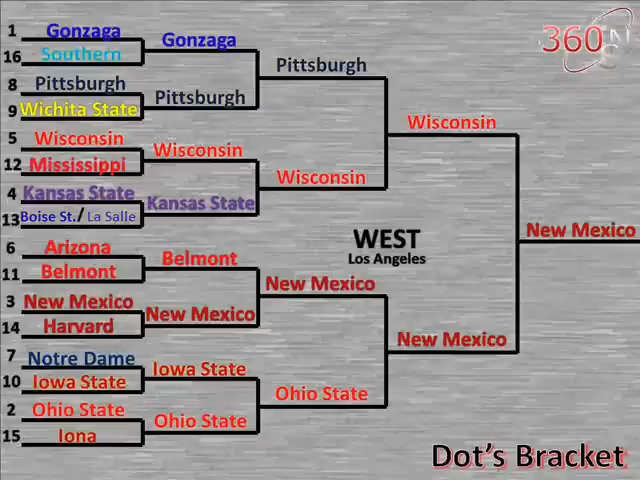 1 Gonzaga
16 Southern
8 Pittsburgh
9 Wichita State
5 Wisconsin
12 Mississippi
4 Kansas State
13 Boise St./ La Salle
6 Arizona
11 Belmont
3 New Mexico
14 Harvard
7 Notre Dame
10 Iowa State
2 Ohio State
15 Iona
Gonzaga
Pittsburgh
Wisconsin
Kansas State
Belmont
New Mexico
Iowa State
Ohio State
Pittsburgh
Wisconsin
New Mexico
Ohio State
Wisconsin
New Mexico
New Mexico
WEST
Los Angeles
360
Dot's Bracket